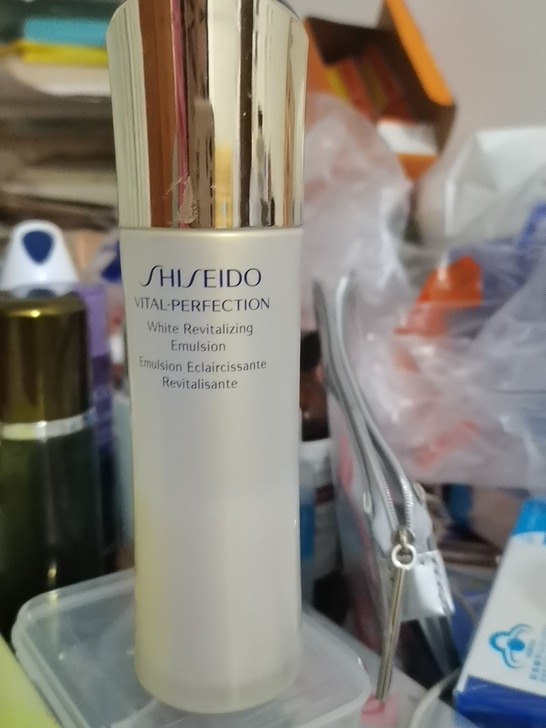 SHISEIDO
VITAL-PERFECTION
White Revitalizing
Emulsion
Emulsion Eclaircissante
Revitalisante